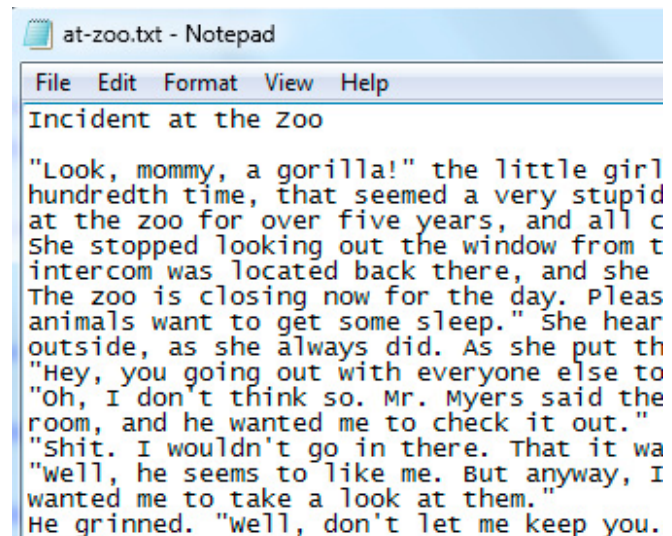 at-zoo.txt - Notepad
File Edit Format View Help
Incident at the Zoo
"Look, mommy, a gorilla!" the little girl
hundredth time, that seemed a very stupid
at the zoo for over five years, and all c
She stopped looking out the window from t
intercom was located back there, and she
The zoo is closing now for the day. Pleas
animals want to get some sleep." She hear
outside, as she always did. As she put th
"Hey, you going out with everyone else to
"Oh, I don't think so. Mr. Myers said the
room, and he wanted me to check it out."
"Shit. I wouldn't go in there. That it wa
"Well, he seems to like me. But anyway, I
wanted me to take a look at them."
He grinned. "Well, don't let me keep you.